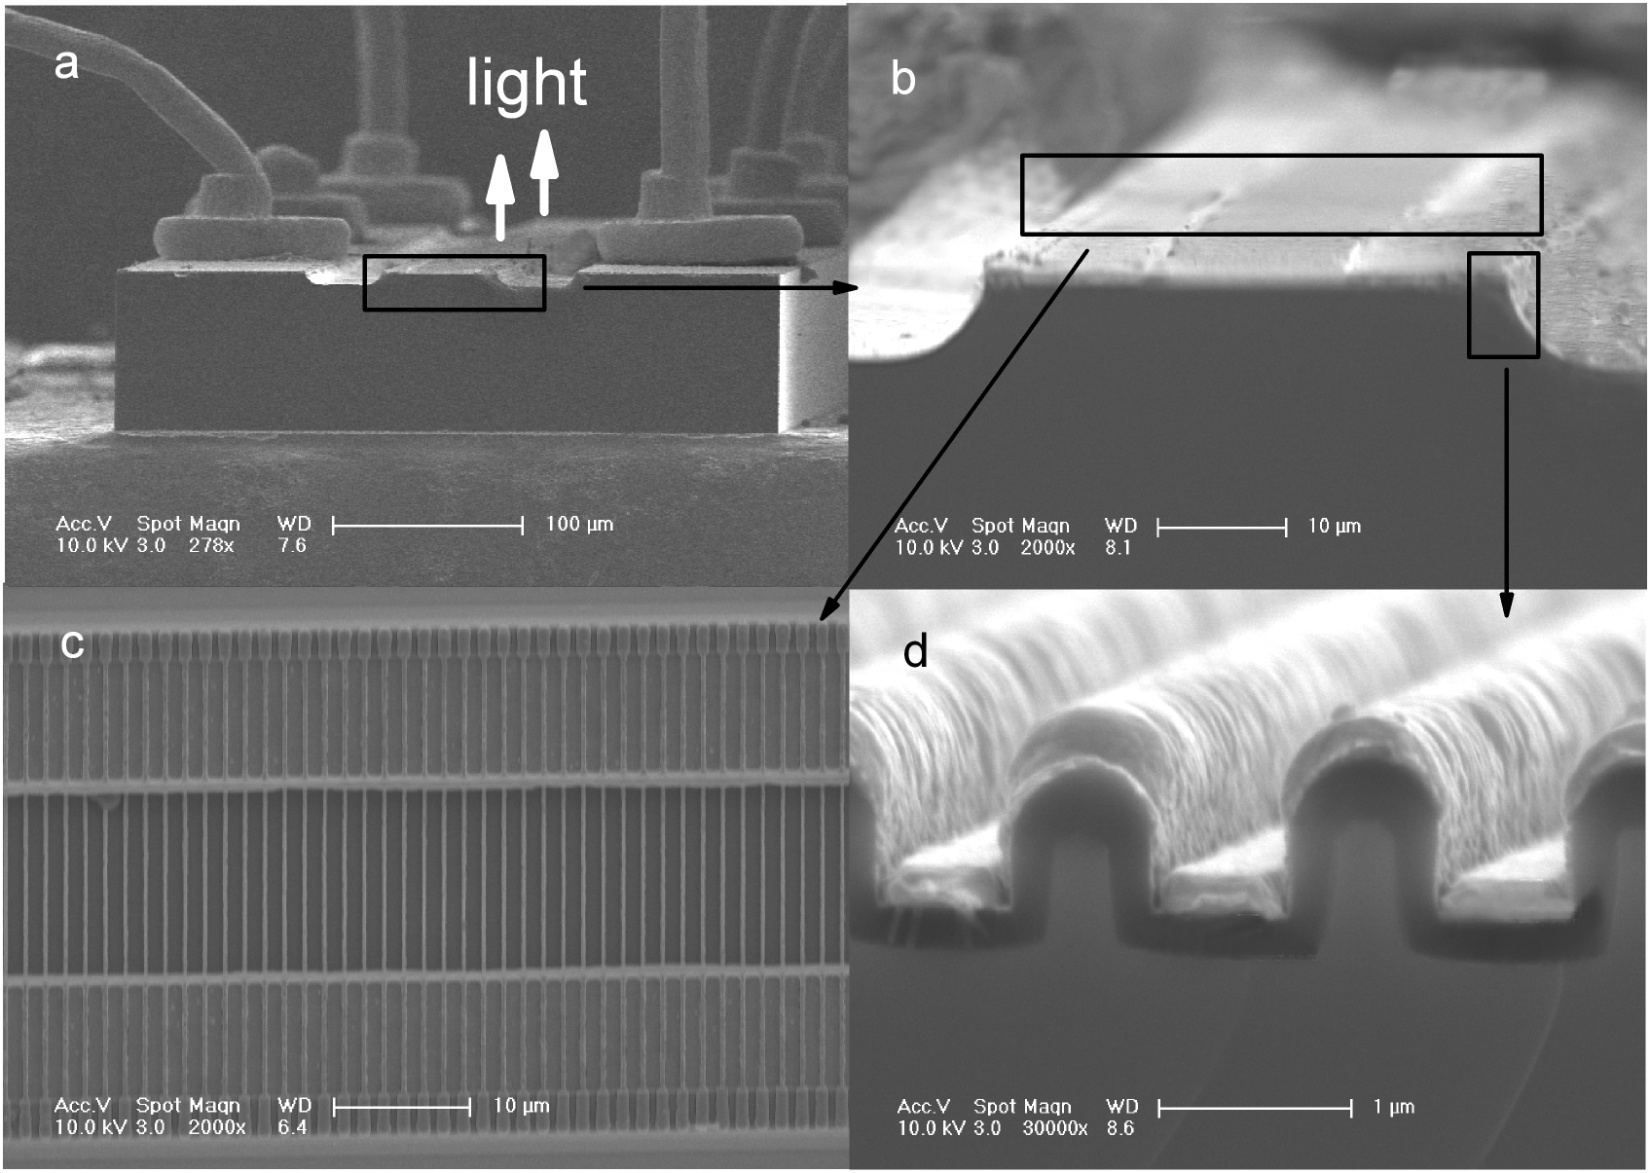 a
light
Acc.V Spot Magn WD 100 µm
10.0 kV 3.0 278x 7.6
b
Acc.V Spot Magn WD 10 µm
10.0 kV 3.0 2000x 8.1
c
Acc.V Spot Magn WD 10 µm
10.0 kV 3.0 2000x 6.4
d
Acc.V Spot Magn WD 1 µm
10.0 kV 3.0 30000x 8.6